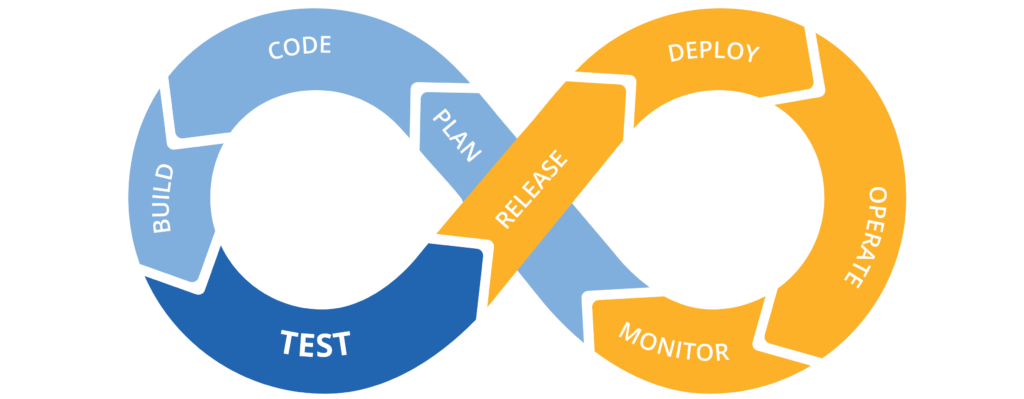 PLAN
CODE
BUILD
TEST
RELEASE
DEPLOY
OPERATE
MONITOR